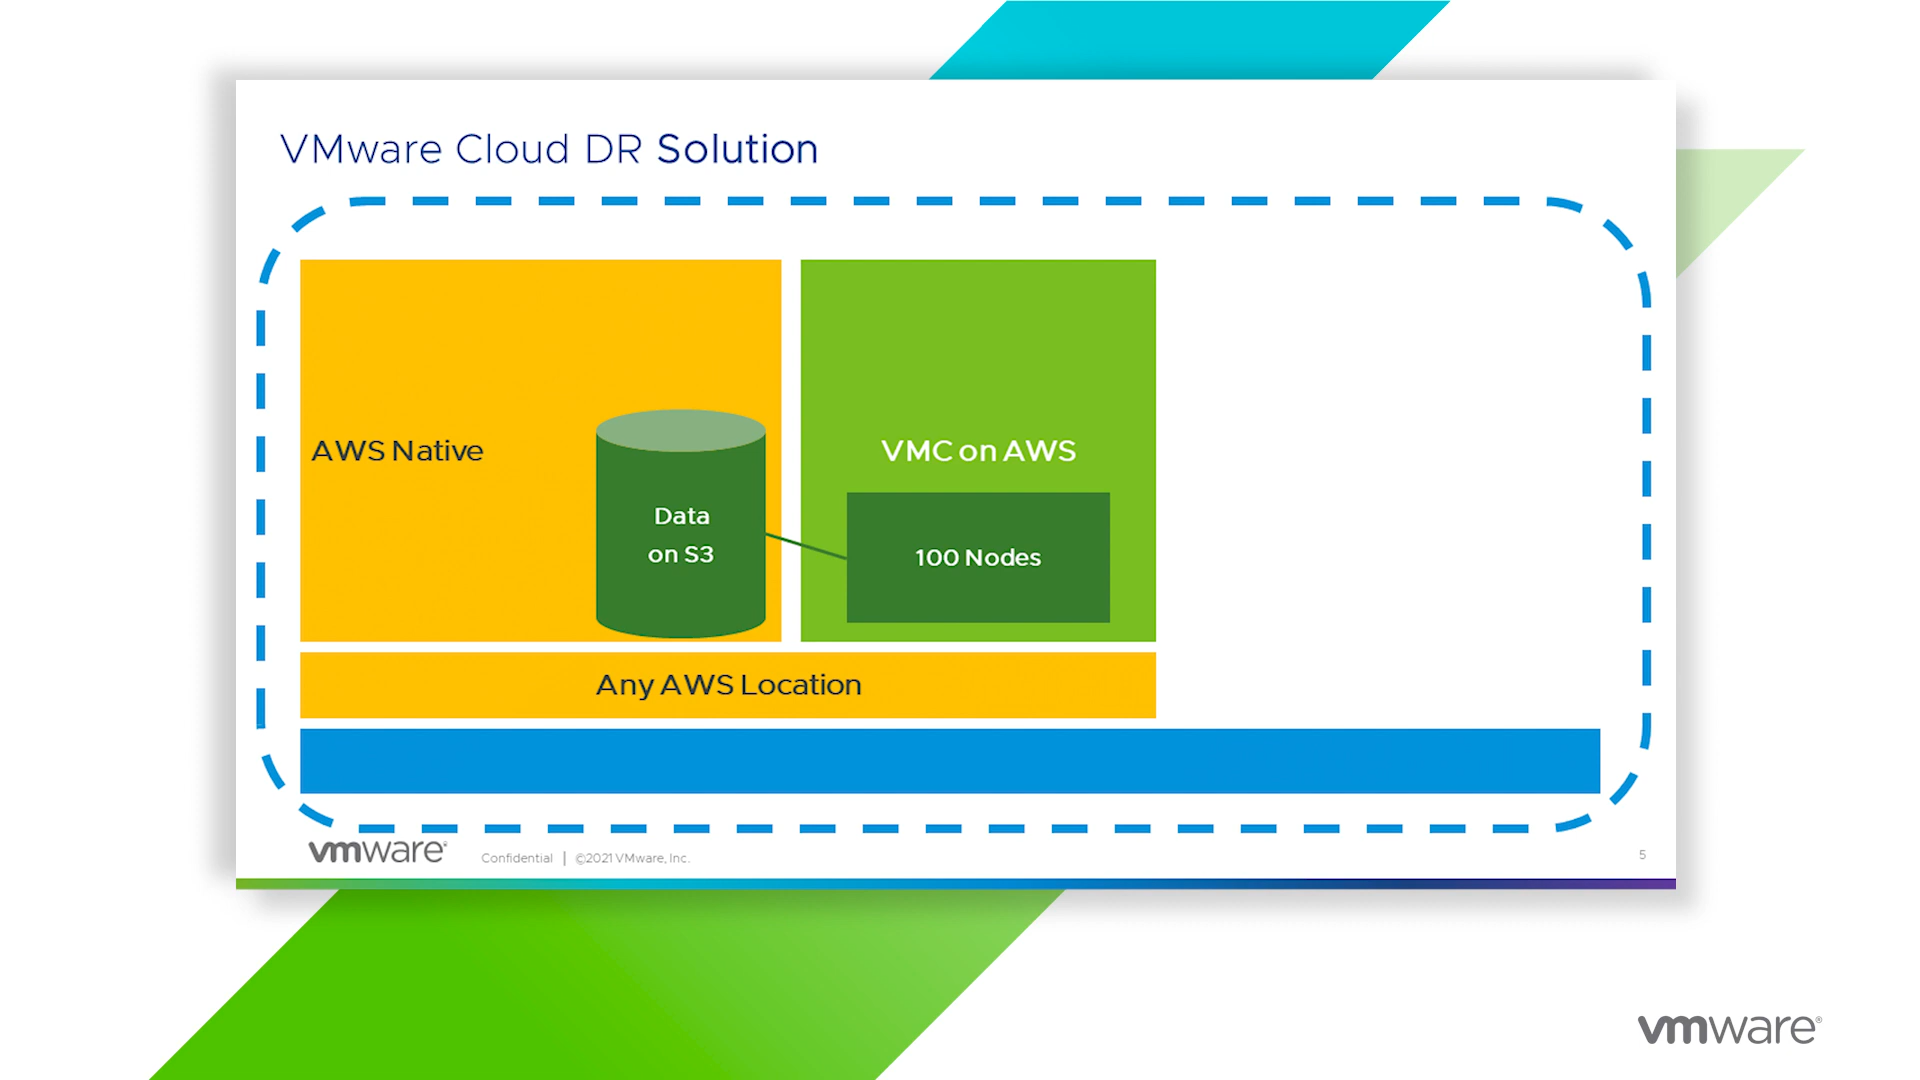 VMware Cloud DR Solution
AWS Native
Data
on S3
VMC on AWS
100 Nodes
Any AWS Location
vmware®
Confidential | ©2021 VMware, Inc.
5
vmware®